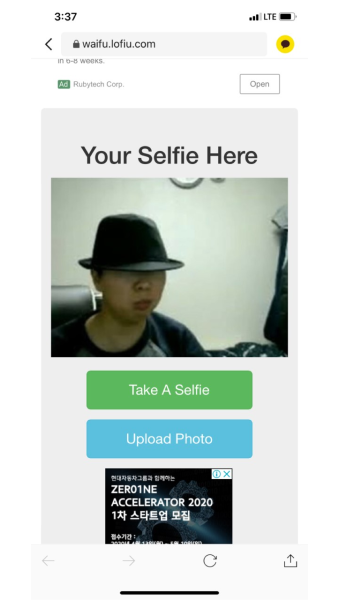 3:37
LTE
waifu.lofiu.com
in 6-8 weeks.
Ad Rubytech Corp.
Open
Your Selfie Here
Take A Selfie
Upload Photo
현대자동차그룹과 함께하는
ZER01NE
ACCELERATOR 2020
1차 스타트업 모집
접수기간 :